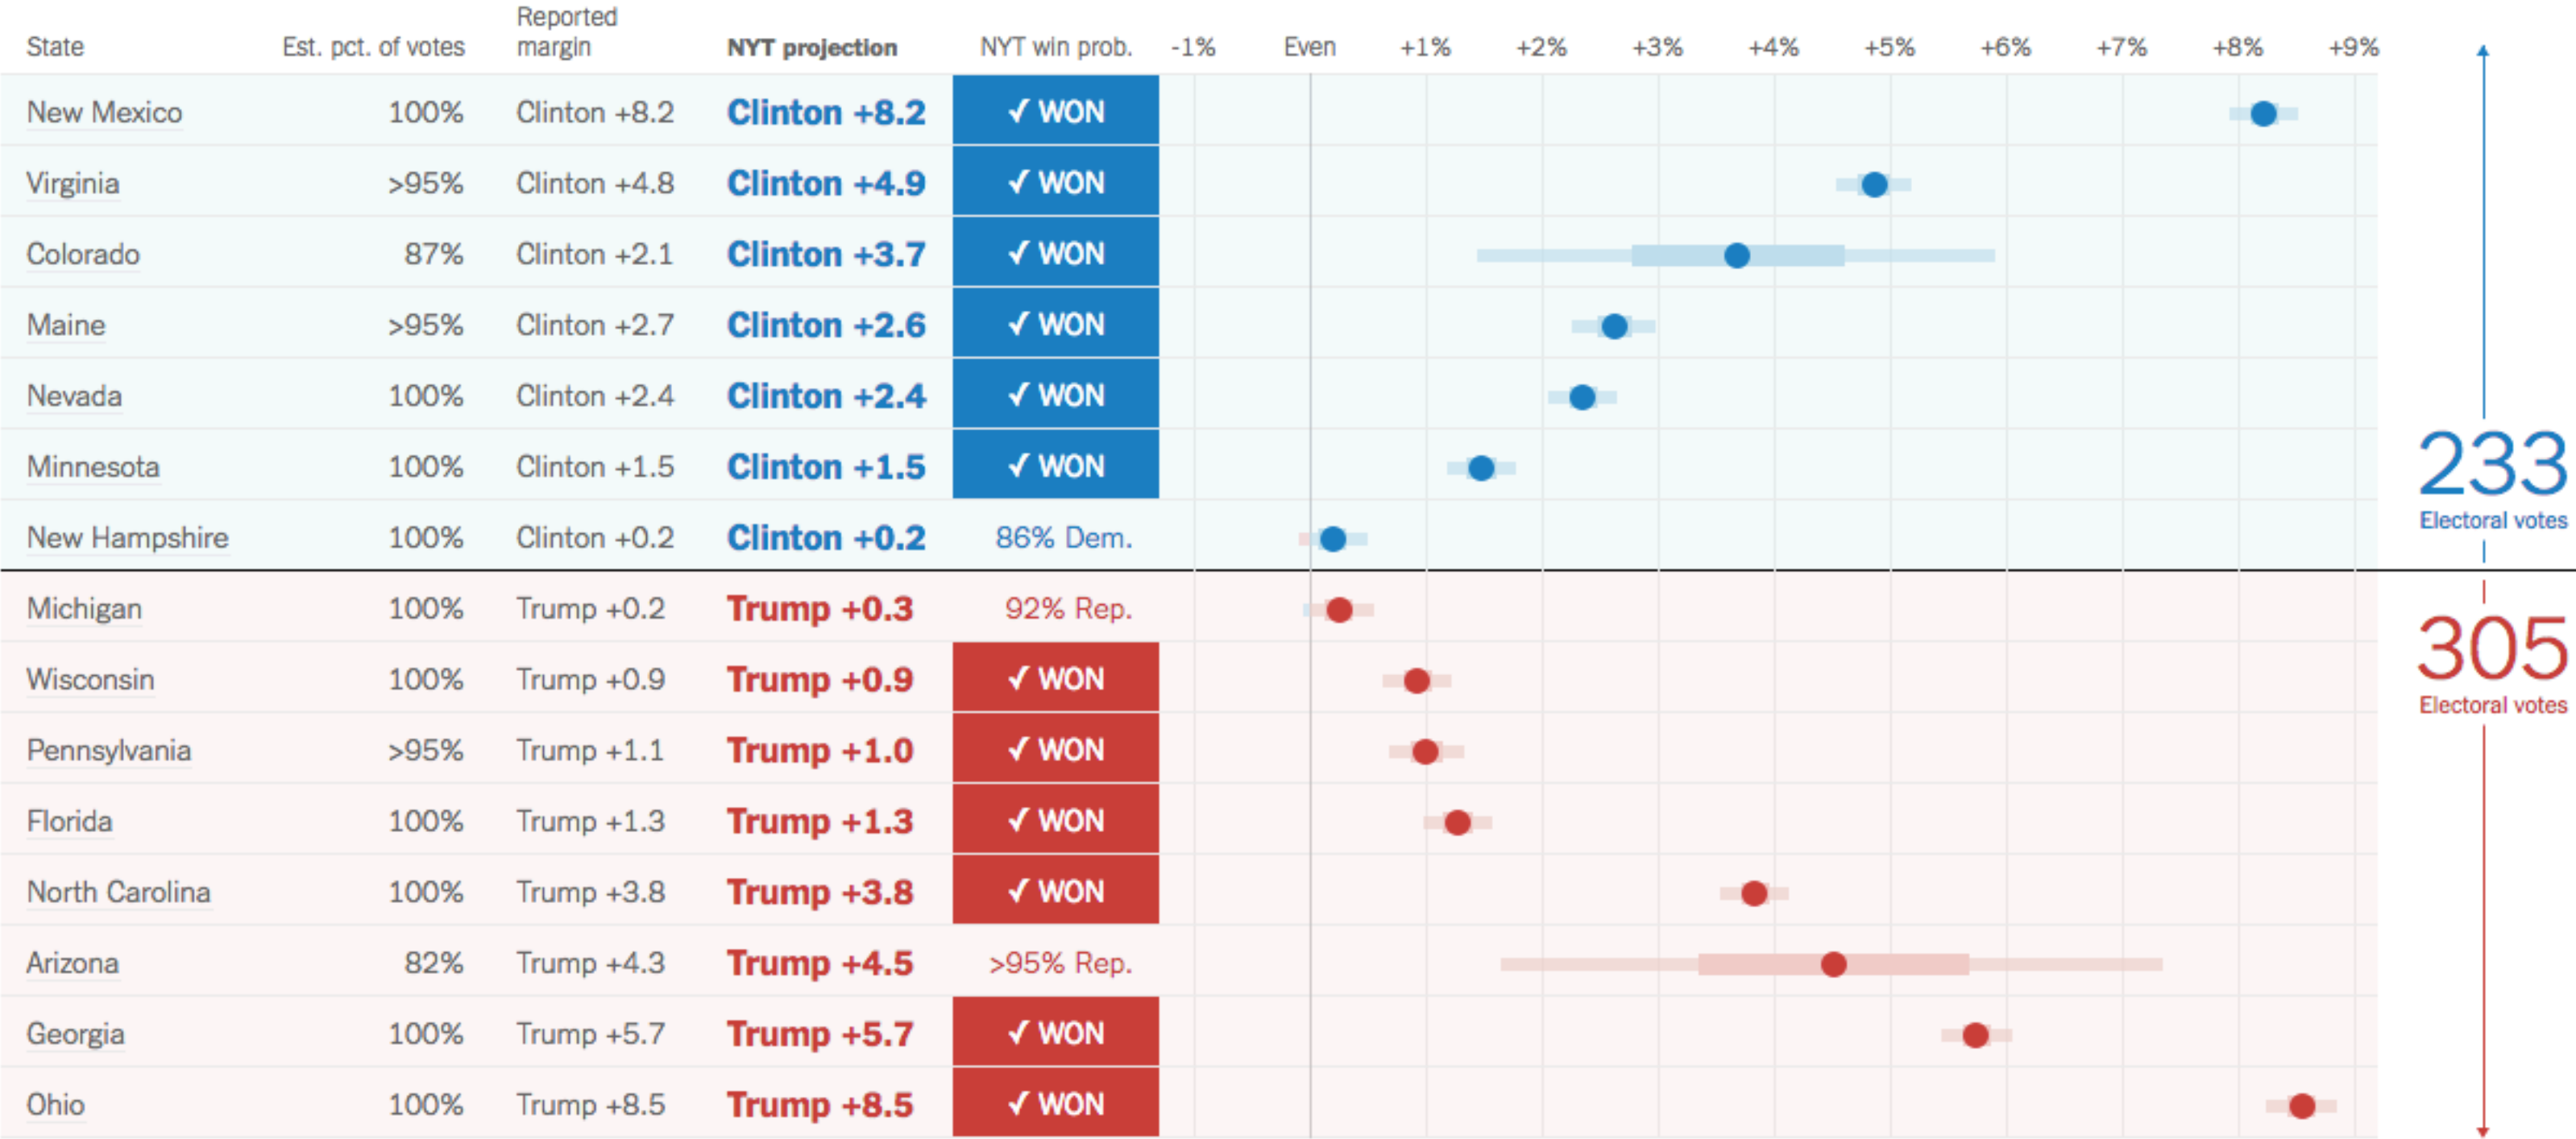 State Est. pct. of votes Reported margin NYT projection NYT win prob. -1% Even +1% +2% +3% +4% +5% +6% +7% +8% +9%
New Mexico 100% Clinton +8.2 Clinton +8.2 ✓ WON
Virginia >95% Clinton +4.8 Clinton +4.9 ✓ WON
Colorado 87% Clinton +2.1 Clinton +3.7 ✓ WON
Maine >95% Clinton +2.7 Clinton +2.6 ✓ WON
Nevada 100% Clinton +2.4 Clinton +2.4 ✓ WON
Minnesota 100% Clinton +1.5 Clinton +1.5 ✓ WON
233
Electoral votes
New Hampshire 100% Clinton +0.2 Clinton +0.2 86% Dem.
Michigan 100% Trump +0.2 Trump +0.3 92% Rep.
305
Electoral votes
Wisconsin 100% Trump +0.9 Trump +0.9 ✓ WON
Pennsylvania >95% Trump +1.1 Trump +1.0 ✓ WON
Florida 100% Trump +1.3 Trump +1.3 ✓ WON
North Carolina 100% Trump +3.8 Trump +3.8 ✓ WON
Arizona 82% Trump +4.3 Trump +4.5 >95% Rep.
Georgia 100% Trump +5.7 Trump +5.7 ✓ WON
Ohio 100% Trump +8.5 Trump +8.5 ✓ WON